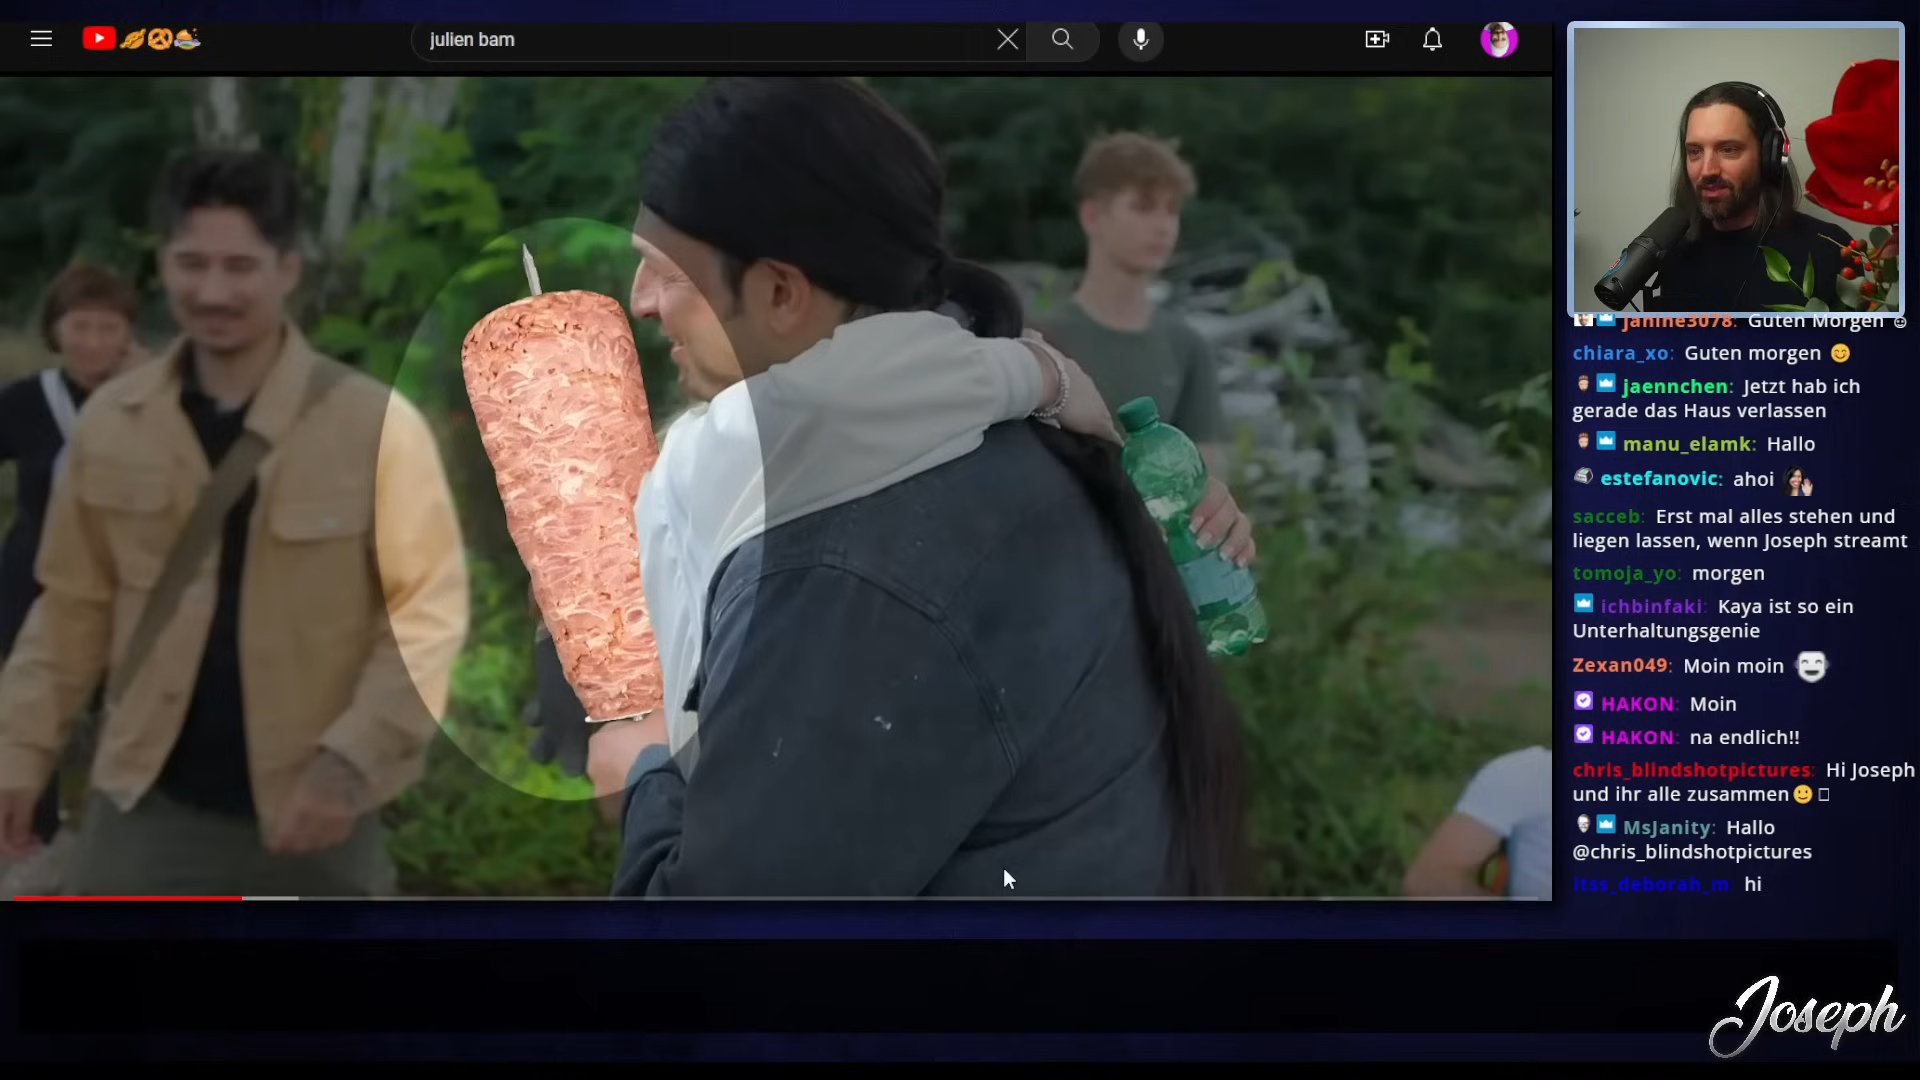 julien bam
janine3078: Guten Morgen
chiara_xo: Guten morgen 😊
jaennchen: Jetzt hab ich
gerade das Haus verlassen
manu_elamk: Hallo
estefanovic: ahoi
sacceb: Erst mal alles stehen und
liegen lassen, wenn Joseph streamt
tomoja_yo: morgen
ichbinfaki: Kaya ist so ein
Unterhaltungsgenie
Zexan049: Moin moin
HAKON: Moin
HAKON: na endlich!!
chris_blindshotpictures: Hi Joseph
und ihr alle zusammen🙂
MsJanity: Hallo
@chris_blindshotpictures
itss_deborah_m hi
Joseph